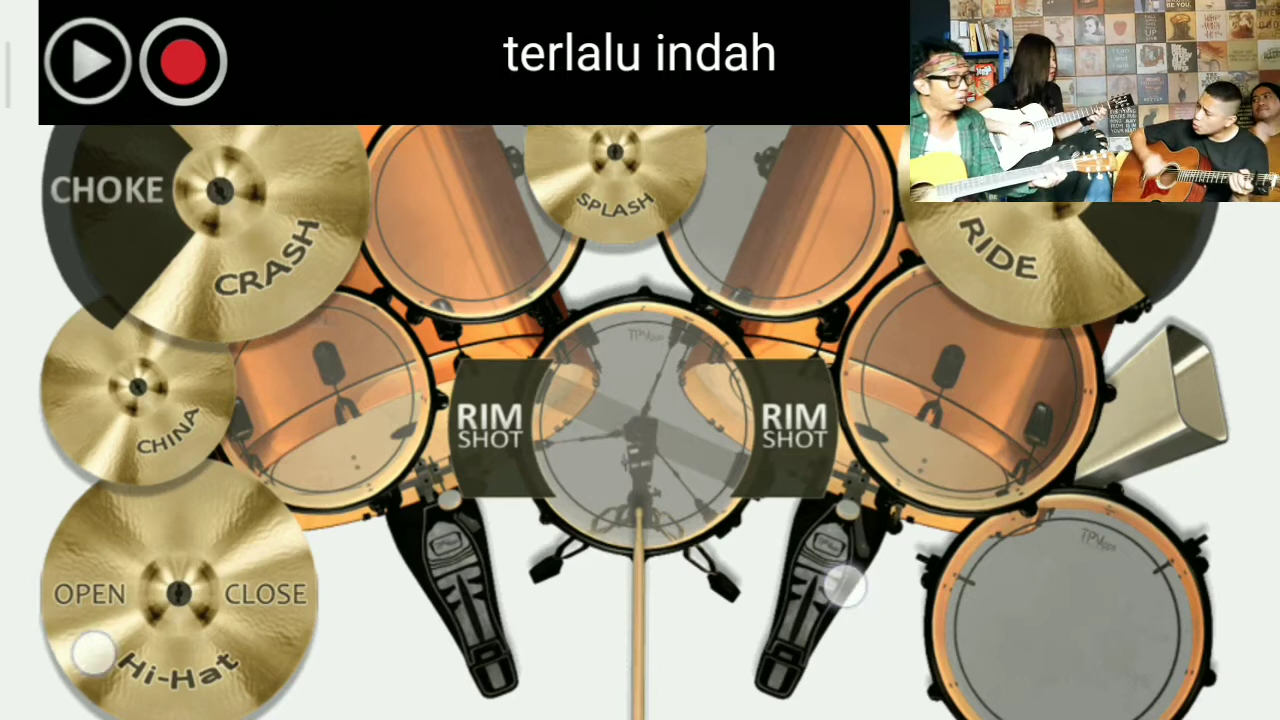 terlalu indah
CHOKE
CRASH
SPLASH
RIDE
CHINA
RIM
SHOT
RIM
SHOT
OPEN
CLOSE
Hi-Hat